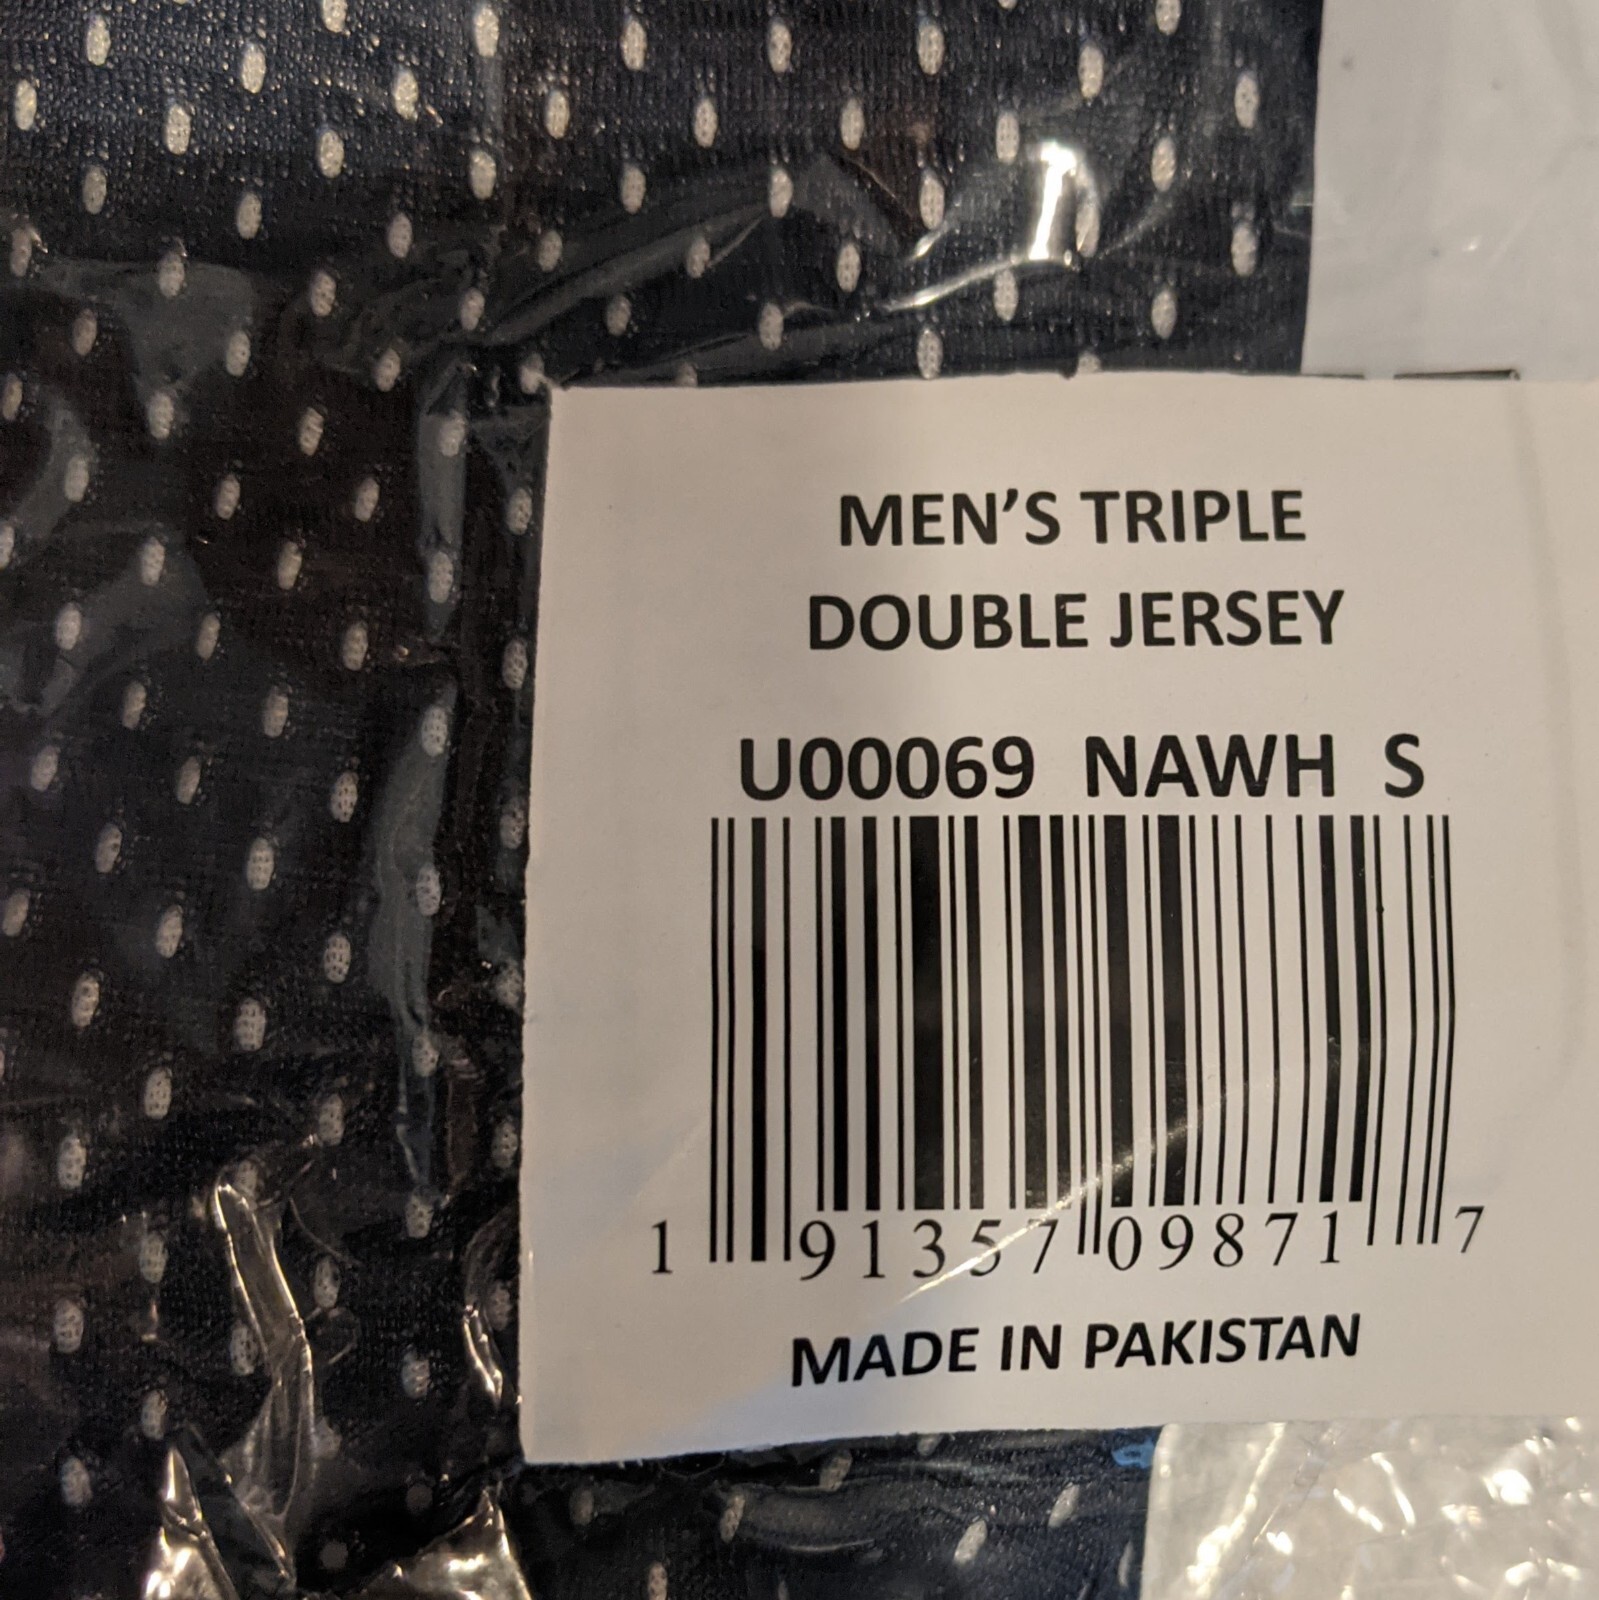 MEN'S TRIPLE
DOUBLE JERSEY
U00069 NAWH S
1 91357 09871 7
MADE IN PAKISTAN